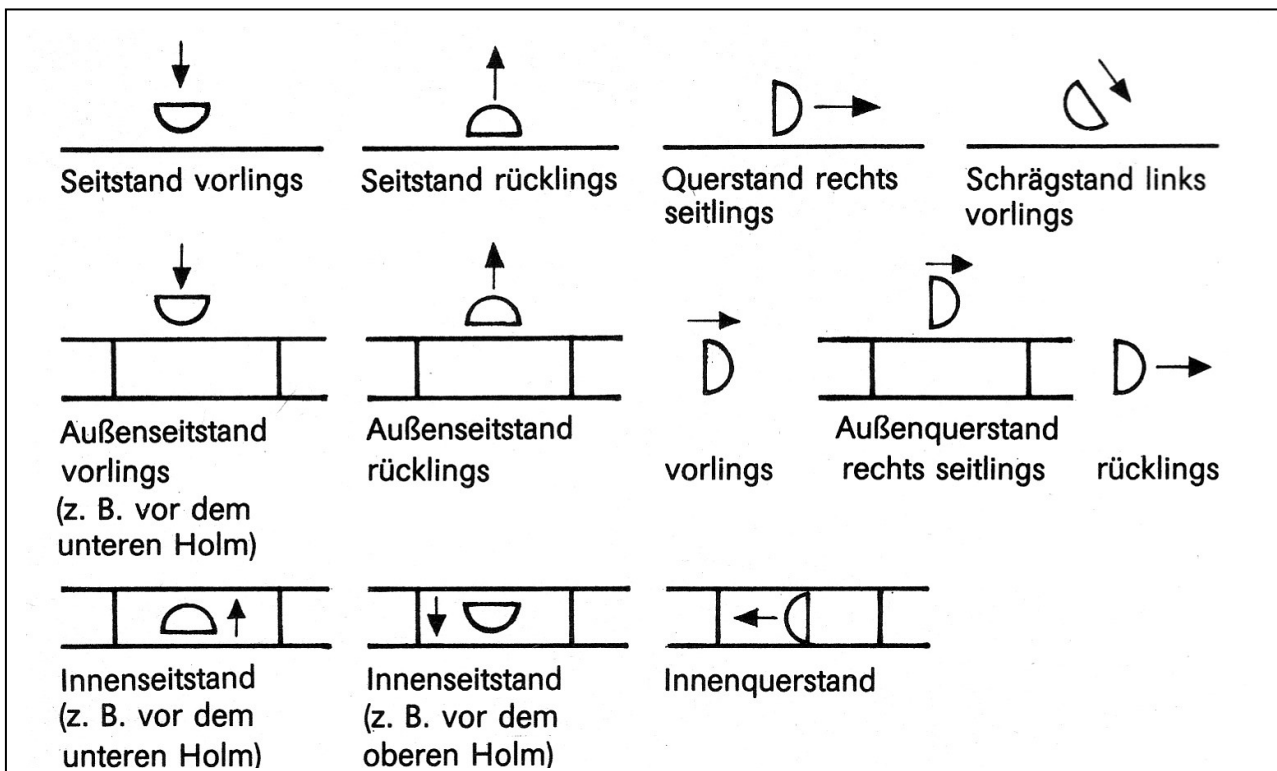 Seitstand vorlings
Seitstand rücklings
Querstand rechts
seitlings
Schrägstand links
vorlings
Außenseitstand
vorlings
(z. B. vor dem
unteren Holm)
Außenseitstand
rücklings
vorlings
Außenquerstand
rechts seitlings
rücklings
Innenseitstand
(z. B. vor dem
unteren Holm)
Innenseitstand
(z. B. vor dem
oberen Holm)
Innenquerstand